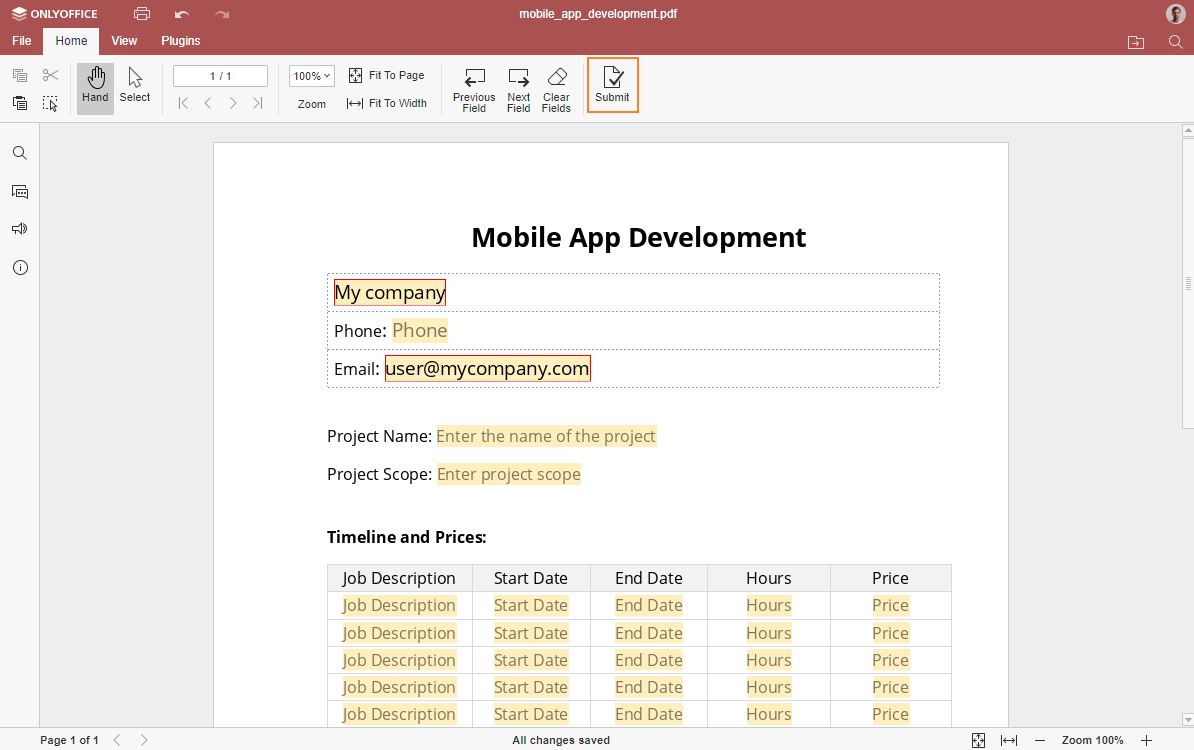 ONLYOFFICE
mobile_app_development.pdf
File Home View Plugins
Hand
Select
1 / 1
100%
Zoom
Fit To Page
Fit To Width
Previous Field
Next Field
Clear Fields
Submit
Mobile App Development
My company
Phone: Phone
Email: user@mycompany.com
Project Name: Enter the name of the project
Project Scope: Enter project scope
Timeline and Prices:
Job Description Start Date End Date Hours Price
Job Description Start Date End Date Hours Price
Job Description Start Date End Date Hours Price
Job Description Start Date End Date Hours Price
Job Description Start Date End Date Hours Price
Job Description Start Date End Date Hours Price
Page 1 of 1
All changes saved
Zoom 100%